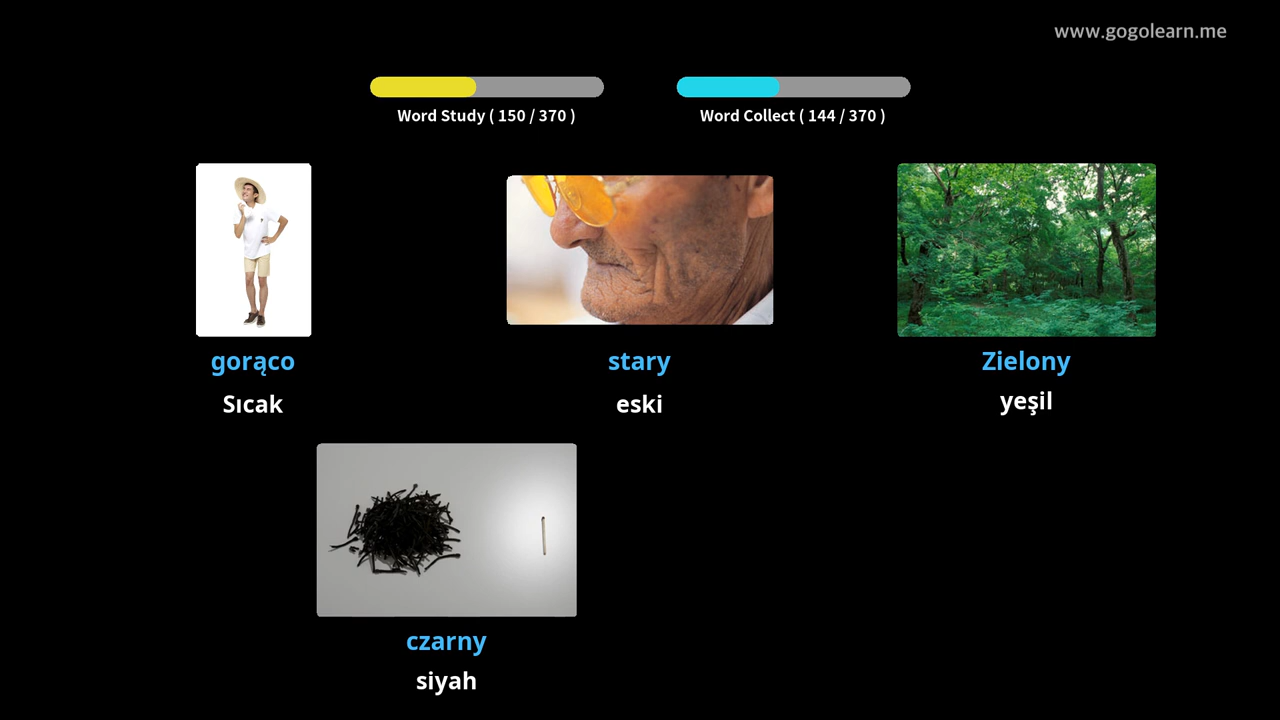 www.gogolearn.me
Word Study ( 150 / 370 )
Word Collect ( 144 / 370 )
gorąco
Sıcak
stary
eski
Zielony
yeşil
czarny
siyah